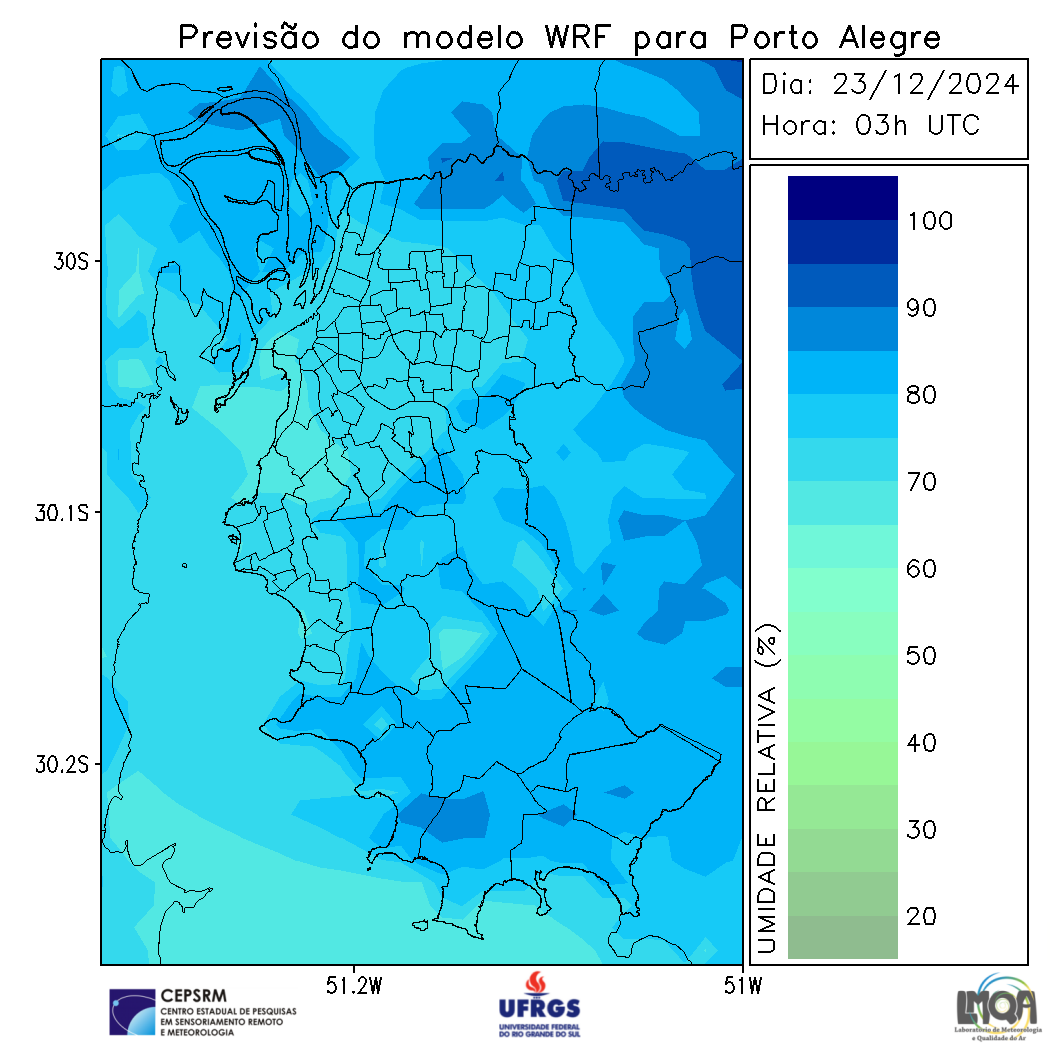 Previsão do modelo WRF para Porto Alegre
Dia: 23/12/2024
Hora: 03h UTC
30S
30.1S
30.2S
51.2W
51W
UMIDADE RELATIVA (%)
100
90
80
70
60
50
40
30
20
CEPSRM
CENTRO ESTADUAL DE PESQUISAS
EM SENSORIAMENTO REMOTO
E METEOROLOGIA
UFRGS
UNIVERSIDADE FEDERAL
DO RIO GRANDE DO SUL
LMQA
Laboratório de Meteorologia
e Qualidade do Ar